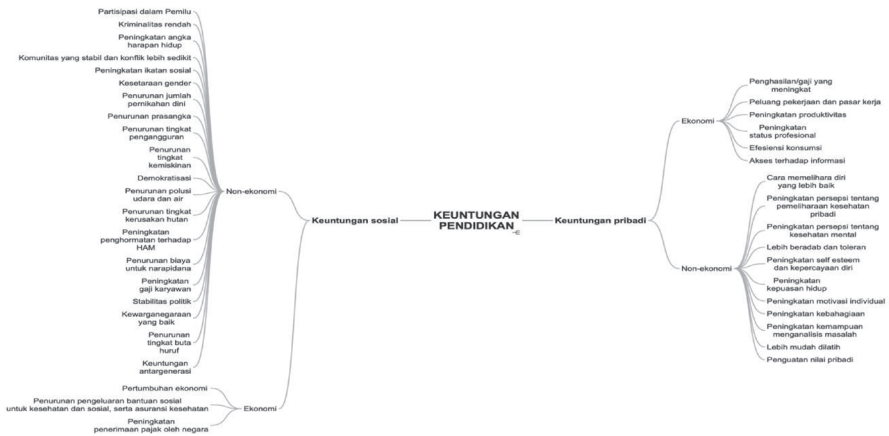 Partisipasi dalam Pemilu
Kriminalitas rendah
Peningkatan angka
harapan hidup
Komunitas yang stabil dan konflik lebih sedikit
Peningkatan ikatan sosial
Kesetaraan gender
Penurunan jumlah
pernikahan dini
Penurunan prasangka
Penurunan tingkat
pengangguran
Penurunan
tingkat
kemiskinan
Demokratisasi
Penurunan polusi
udara dan air
Penurunan tingkat
kerusakan hutan
Peningkatan
penghormatan terhadap
HAM
Penurunan biaya
untuk narapidana
Peningkatan
gaji karyawan
Stabilitas politik
Kewarganegaraan
yang baik
Penurunan
tingkat buta
huruf
Keuntungan
antargenerasi
Non-ekonomi
Pertumbuhan ekonomi
Penurunan pengeluaran bantuan sosial
untuk kesehatan dan sosial, serta asuransi kesehatan
Peningkatan
penerimaan pajak oleh negara
Ekonomi
Keuntungan sosial
KEUNTUNGAN
PENDIDIKAN
Keuntungan pribadi
Ekonomi
Penghasilan/gaji yang
meningkat
Peluang pekerjaan dan pasar kerja
Peningkatan produktivitas
Peningkatan
status profesional
Efesiensi konsumsi
Akses terhadap informasi
Non-ekonomi
Cara memelihara diri
yang lebih baik
Peningkatan persepsi tentang
pemeliharaan kesehatan
pribadi
Peningkatan persepsi tentang
kesehatan mental
Lebih beradab dan toleran
Peningkatan self esteem
dan kepercayaan diri
Peningkatan
kepuasan hidup
Peningkatan motivasi individual
Peningkatan kebahagiaan
Peningkatan kemampuan
menganalisis masalah
Lebih mudah dilatih
Penguatan nilai pribadi